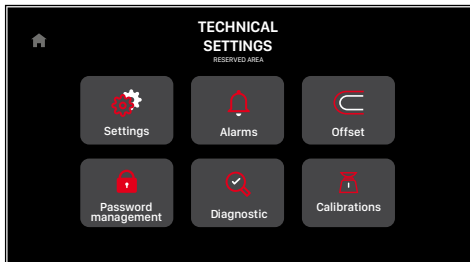 TECHNICAL
SETTINGS
RESERVED AREA
Settings
Alarms
Offset
Password
management
Diagnostic
Calibrations